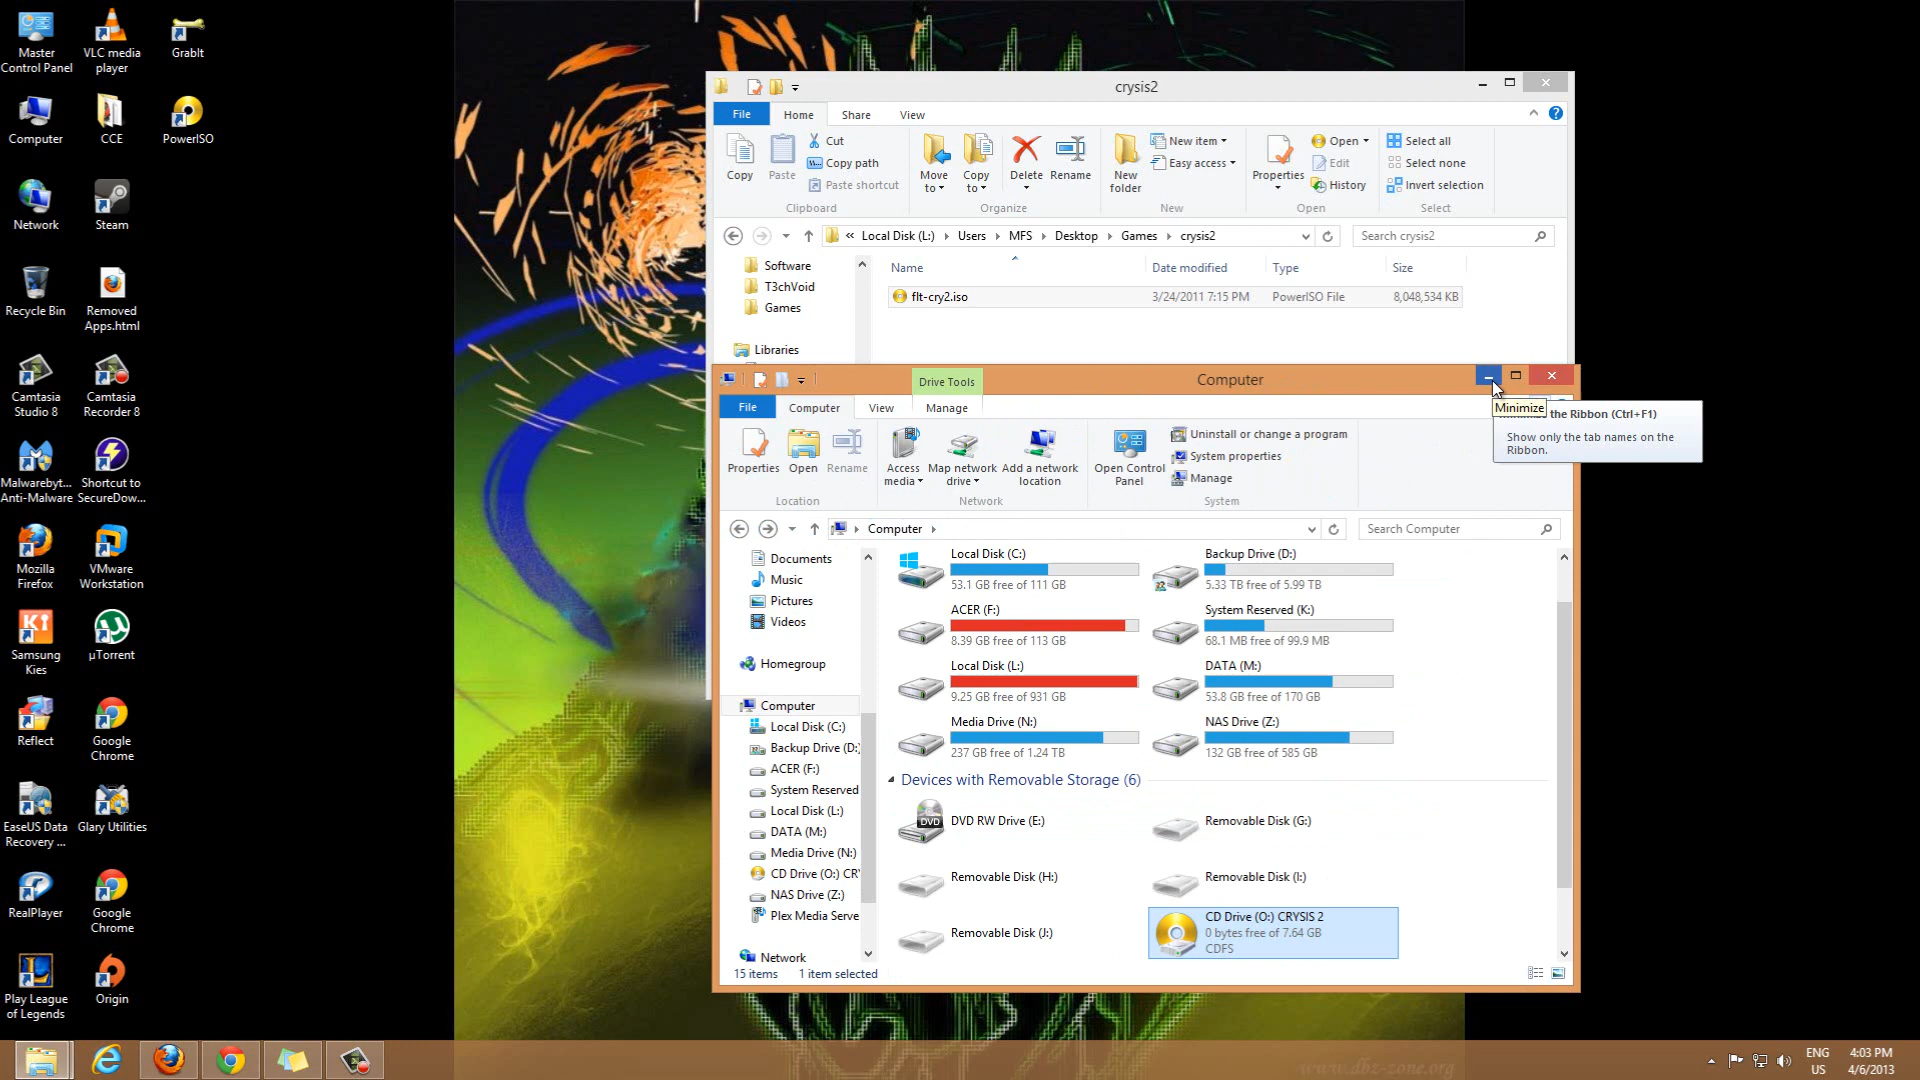 Master
Control Panel
VLC media
player
GrabIt
Computer
CCE
PowerISO
Network
Steam
Recycle Bin
Removed
Apps.html
Camtasia
Studio 8
Camtasia
Recorder 8
Malwarebyt...
Anti-Malware
Shortcut to
SecureDow...
Mozilla
Firefox
VMware
Workstation
Samsung
Kies
µTorrent
Reflect
Google
Chrome
EaseUS Data
Recovery ...
Glary Utilities
RealPlayer
Google
Chrome
Play League
of Legends
Origin
crysis2
File Home Share View
Copy
Paste
Cut
Copy path
Paste shortcut
Clipboard
Move
to
Copy
to
Delete
Rename
Organize
New
folder
New item
Easy access
New
Properties
Open
Edit
History
Open
Select all
Select none
Invert selection
Select
« Local Disk (L:) Users MFS Desktop Games crysis2
Search crysis2
Software
T3chVoid
Games
Libraries
Name Date modified Type Size
flt-cry2.iso 3/24/2011 7:15 PM PowerISO File 8,048,534 KB
Drive Tools
Computer
File Computer View Manage
Minimize
the Ribbon (Ctrl+F1)
Show only the tab names on the
Ribbon.
Properties
Open
Rename
Location
Access
media
Map network
drive
Add a network
location
Network
Open Control
Panel
Uninstall or change a program
System properties
Manage
System
Computer
Search Computer
Documents
Music
Pictures
Videos
Homegroup
Computer
Local Disk (C:)
Backup Drive (D:)
ACER (F:)
System Reserved
Local Disk (L:)
DATA (M:)
Media Drive (N:)
CD Drive (O:) CRY
NAS Drive (Z:)
Plex Media Serve
Network
Local Disk (C:)
53.1 GB free of 111 GB
Backup Drive (D:)
5.33 TB free of 5.99 TB
ACER (F:)
8.39 GB free of 113 GB
System Reserved (K:)
68.1 MB free of 99.9 MB
Local Disk (L:)
9.25 GB free of 931 GB
DATA (M:)
53.8 GB free of 170 GB
Media Drive (N:)
237 GB free of 1.24 TB
NAS Drive (Z:)
132 GB free of 585 GB
Devices with Removable Storage (6)
DVD
DVD RW Drive (E:)
Removable Disk (G:)
Removable Disk (H:)
Removable Disk (I:)
Removable Disk (J:)
CD Drive (O:) CRYSIS 2
0 bytes free of 7.64 GB
CDFS
15 items 1 item selected
www.dbz-zone.org
ENG
US
4:03 PM
4/6/2013